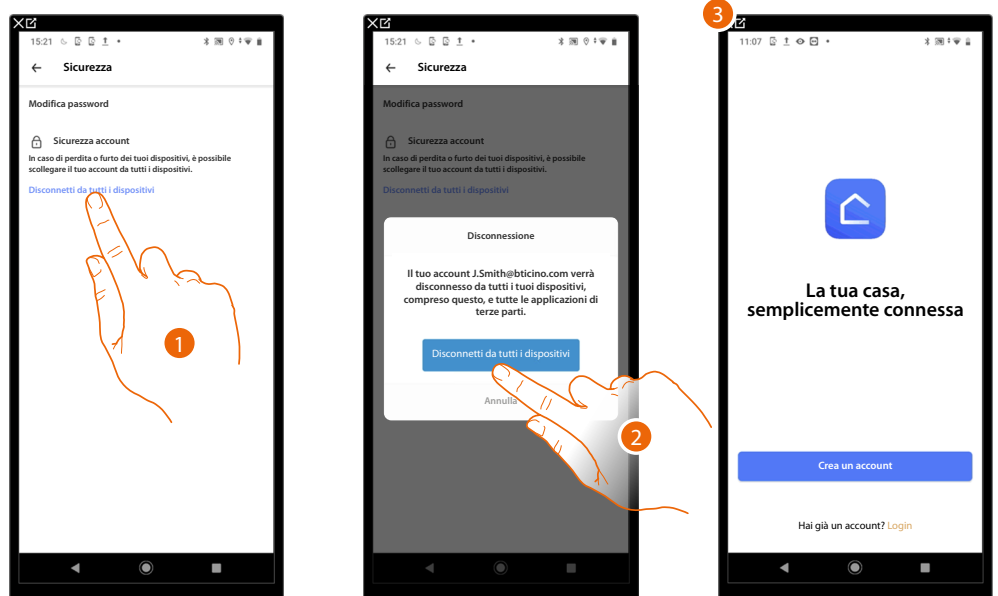 15:21
Sicurezza
Modifica password
Sicurezza account
In caso di perdita o furto dei tuoi dispositivi, è possibile
scollegare il tuo account da tutti i dispositivi.
Disconnetti da tutti i dispositivi
1
15:21
Sicurezza
Modifica password
Sicurezza account
In caso di perdita o furto dei tuoi dispositivi, è possibile
scollegare il tuo account da tutti i dispositivi.
Disconnetti da tutti i dispositivi
Disconnessione
Il tuo account J.Smith@bticino.com verrà
disconnesso da tutti i tuoi dispositivi,
compreso questo, e tutte le applicazioni di
terze parti.
Disconnetti da tutti i dispositivi
Annulla
2
3
11:07
La tua casa,
semplicemente connessa
Crea un account
Hai già un account? Login